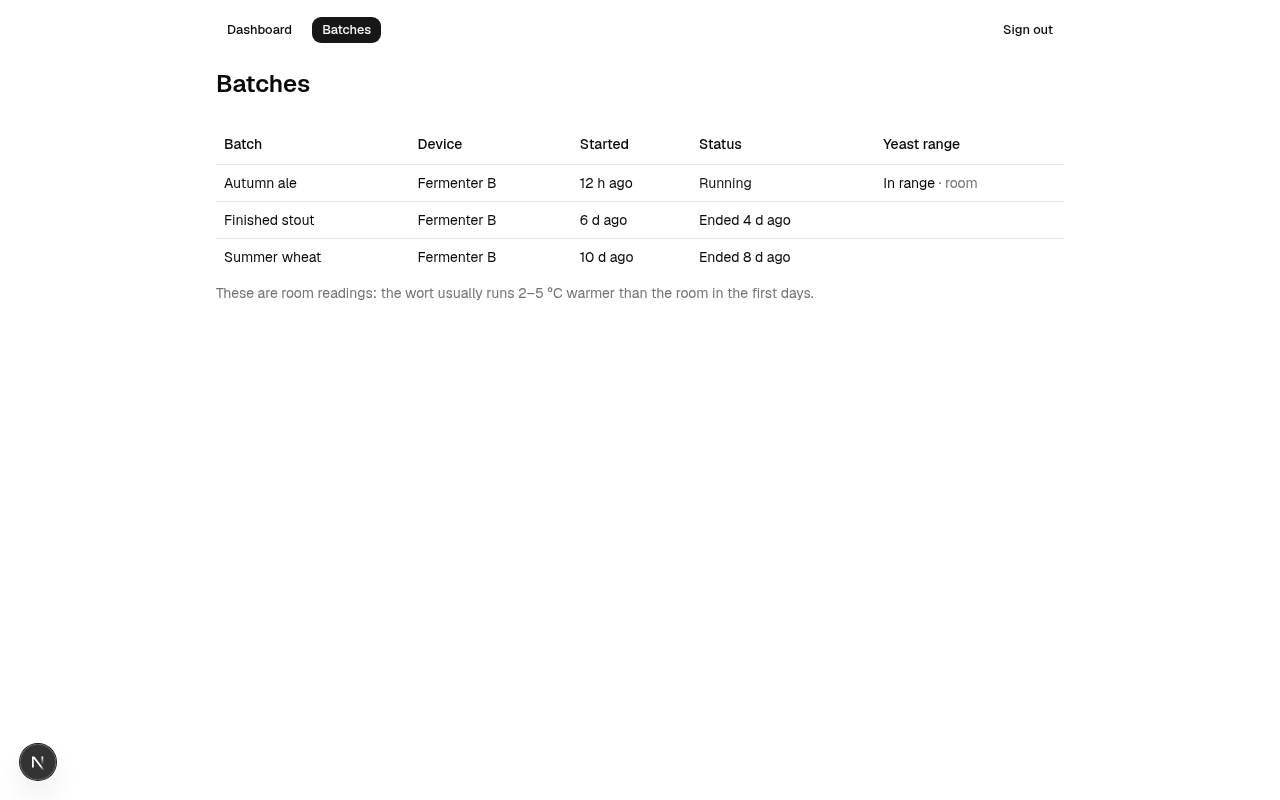 Dashboard Batches Sign out
Batches
Batch Device Started Status Yeast range
Autumn ale Fermenter B 12 h ago Running In range · room
Finished stout Fermenter B 6 d ago Ended 4 d ago
Summer wheat Fermenter B 10 d ago Ended 8 d ago
These are room readings: the wort usually runs 2–5 °C warmer than the room in the first days.
N